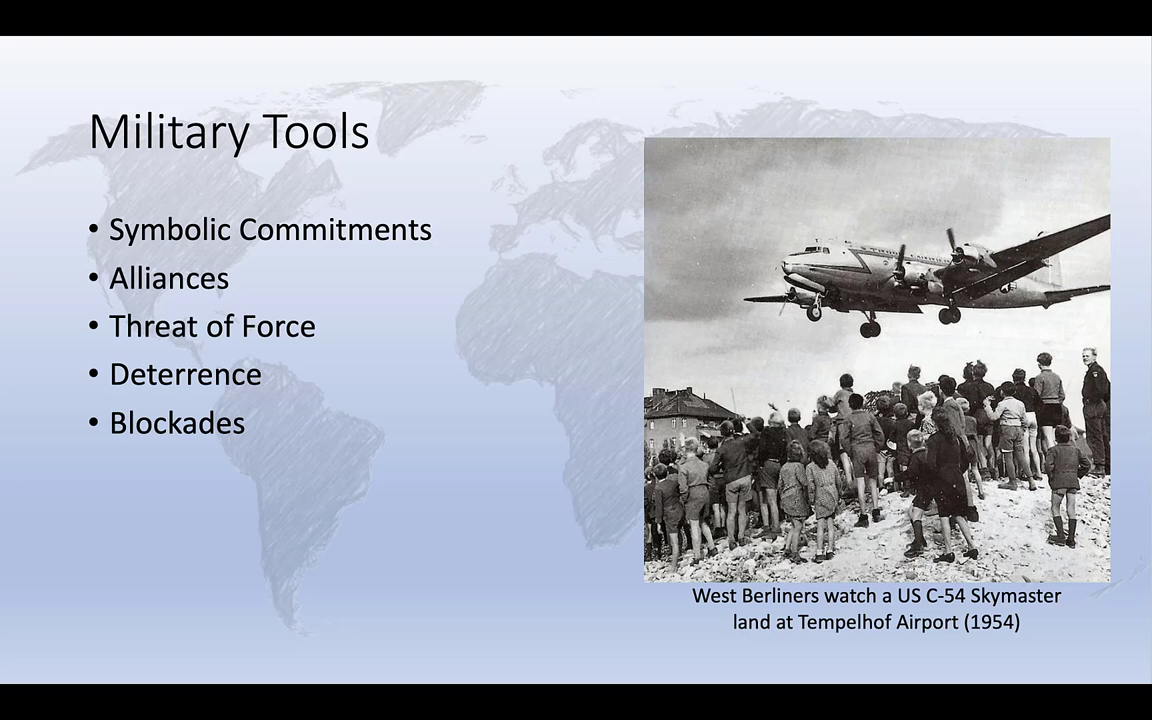 Military Tools
• Symbolic Commitments
• Alliances
• Threat of Force
• Deterrence
• Blockades
West Berliners watch a US C-54 Skymaster
land at Tempelhof Airport (1954)